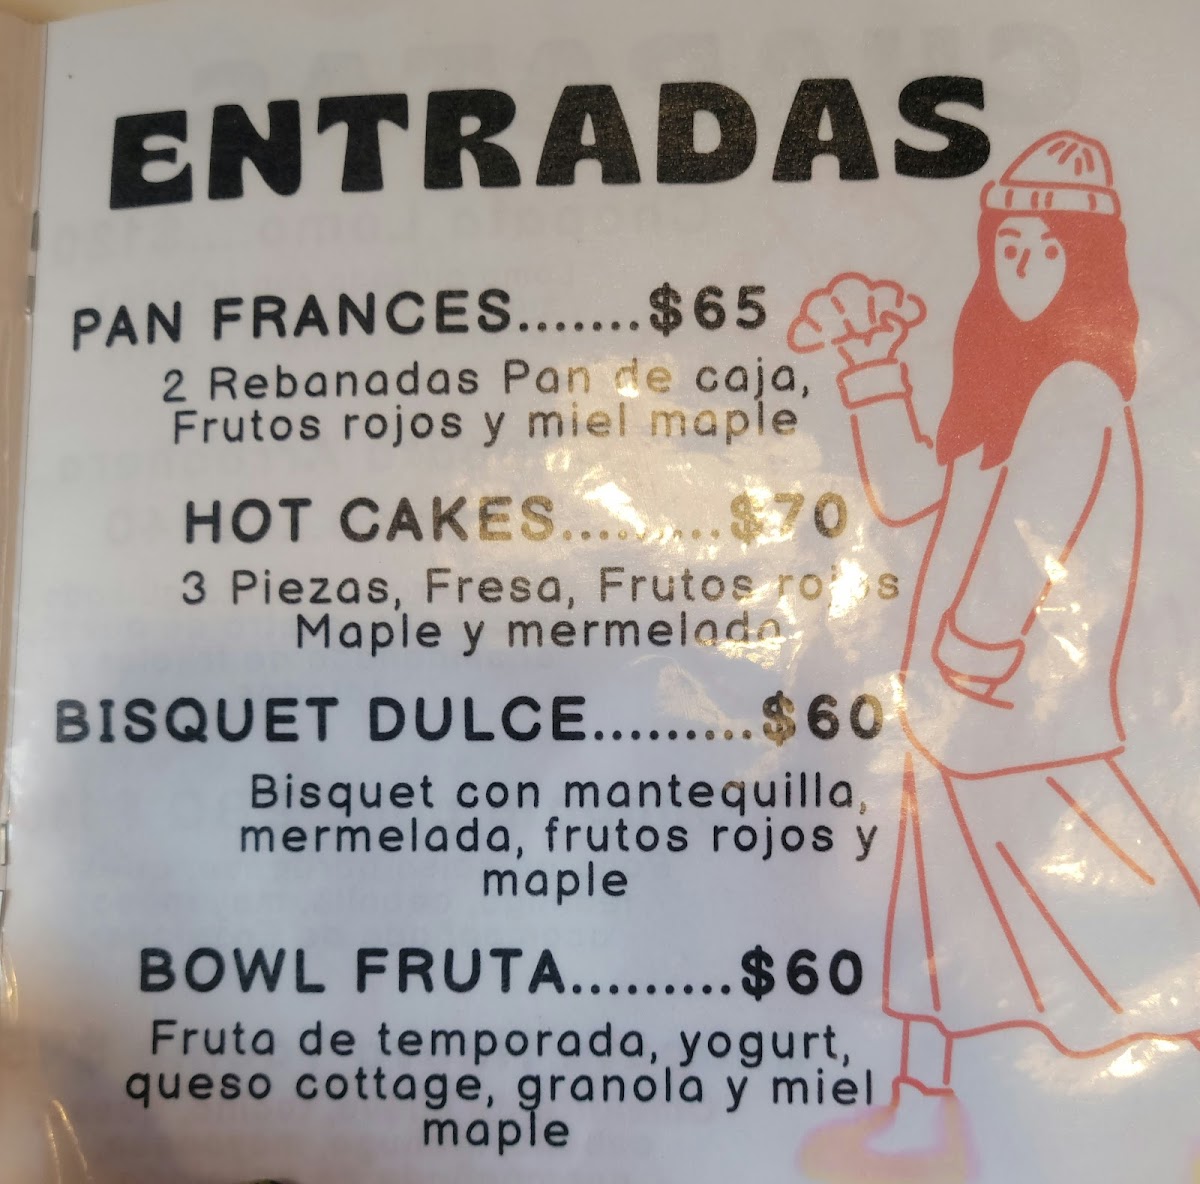 ENTRADAS
PAN FRANCES.......$65
2 Rebanadas Pan de caja,
Frutos rojos y miel maple
HOT CAKES.........$70
3 Piezas, Fresa, Frutos rojos
Maple y mermelada
BISQUET DULCE.........$60
Bisquet con mantequilla,
mermelada, frutos rojos y
maple
BOWL FRUTA.........$60
Fruta de temporada, yogurt,
queso cottage, granola y miel
maple